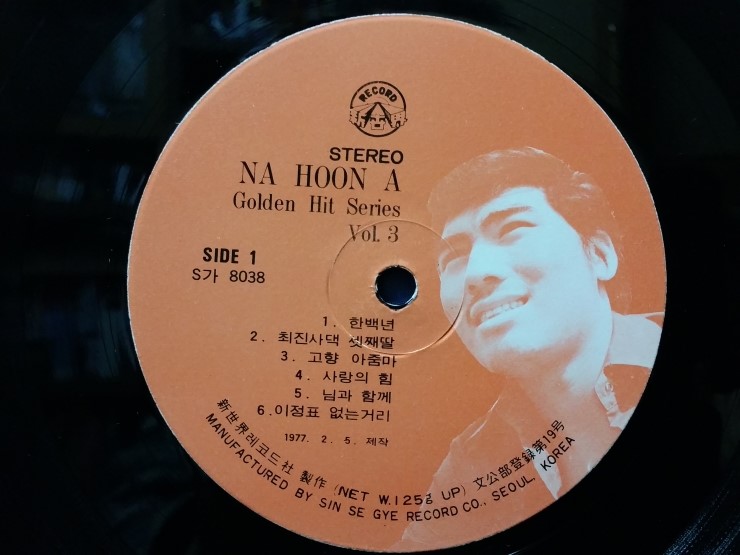 RECORD
STEREO
NA HOON A
Golden Hit Series
Vol. 3
SIDE 1
S가 8038
1. 한백년
2. 최진사댁 셋째딸
3. 고향 아줌마
4. 사랑의 힘
5. 님과 함께
6. 이정표 없는거리
1977. 2. 5. 제작
新世界레코드社 製作 (NET W.125g UP) 文公部登録第19号
MANUFACTURED BY SIN SE GYE RECORD CO., SEOUL, KOREA